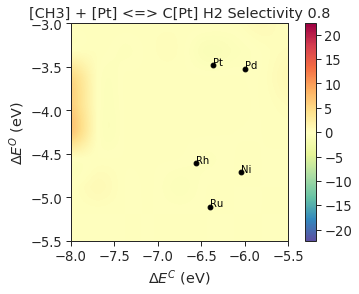 [CH3] + [Pt] <=> C[Pt] H2 Selectivity 0.8
−3.0
−3.5
−4.0
−4.5
−5.0
−5.5
ΔE^O (eV)
Pt
Pd
Rh
Ni
Ru
−8.0 −7.5 −7.0 −6.5 −6.0 −5.5
ΔE^C (eV)
20
15
10
5
0
−5
−10
−15
−20